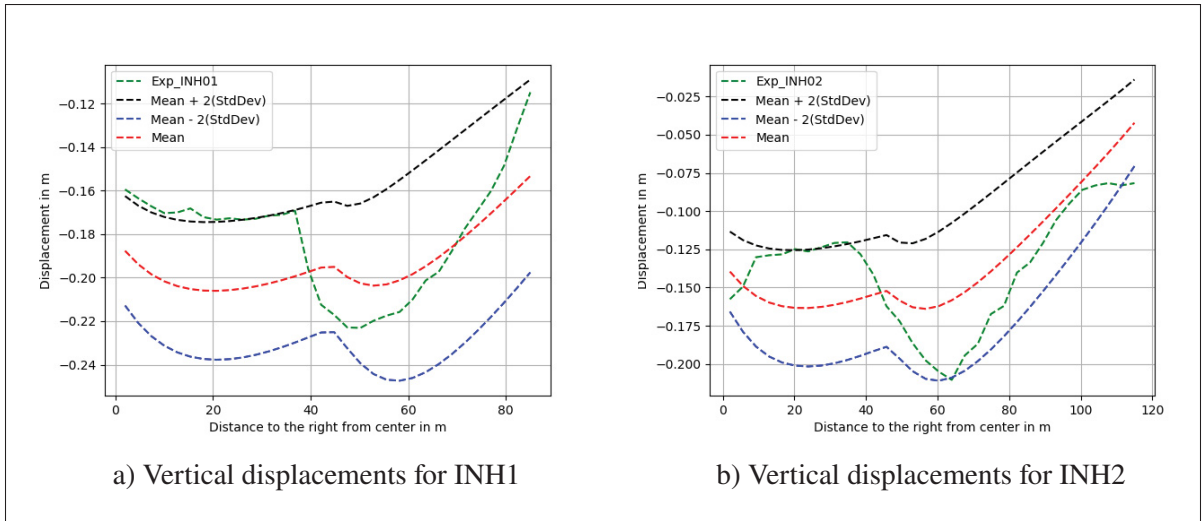 Exp_INH01
Mean + 2(StdDev)
Mean - 2(StdDev)
Mean
−0.12
−0.14
−0.16
−0.18
−0.20
−0.22
−0.24
Displacement in m
0 20 40 60 80
Distance to the right from center in m
a) Vertical displacements for INH1
Exp_INH02
Mean + 2(StdDev)
Mean - 2(StdDev)
Mean
−0.025
−0.050
−0.075
−0.100
−0.125
−0.150
−0.175
−0.200
Displacement in m
0 20 40 60 80 100 120
Distance to the right from center in m
b) Vertical displacements for INH2